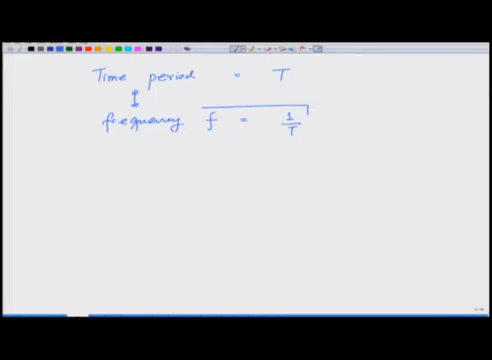 Time period = T
frequency f = 1/T